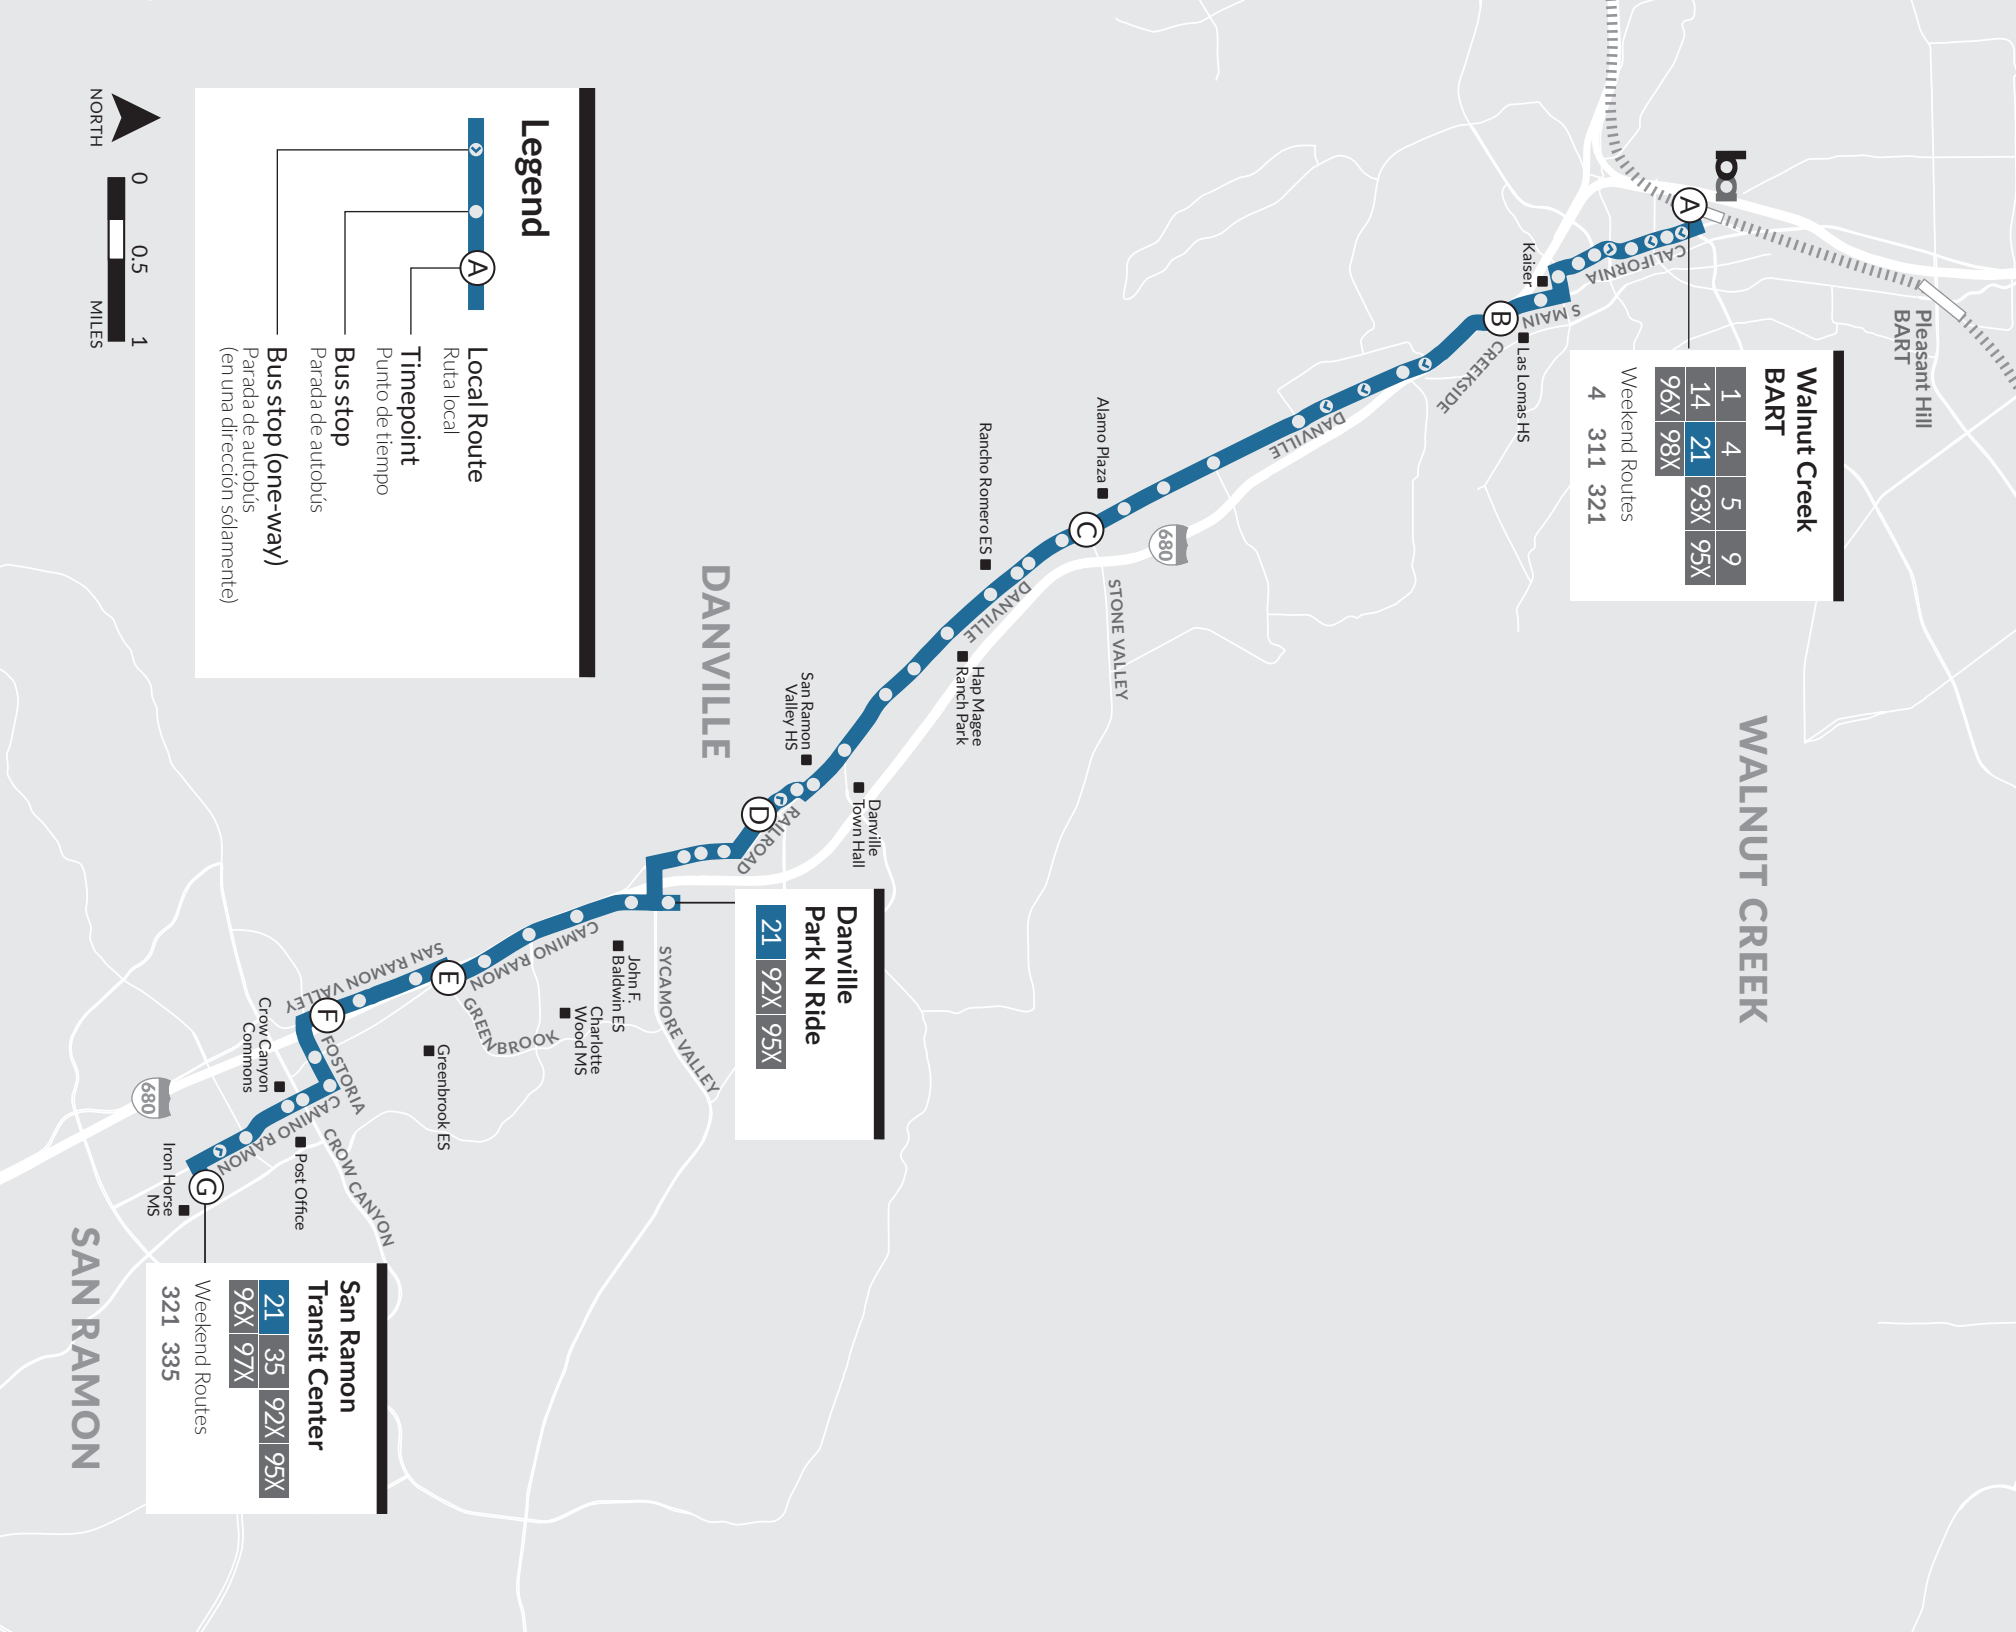 ba
Pleasant Hill
BART
A
CALIFORNIA
Kaiser
S MAIN
B
Las Lomas HS
CREEKSIDE
Walnut Creek
BART
1 4 5 9
14 21 93X 95X
96X 98X
Weekend Routes
4 311 321
WALNUT CREEK
DANVILLE
Alamo Plaza
C
680
STONE VALLEY
Rancho Romero ES
DANVILLE
Hap Magee
Ranch Park
DANVILLE
San Ramon
Valley HS
Danville
Town Hall
D
RAILROAD
Danville
Park N Ride
21 92X 95X
SYCAMORE VALLEY
John F.
Baldwin ES
Charlotte
Wood MS
CAMINO RAMON
E
GREENBROOK
Greenbrook ES
SAN RAMON VALLEY
F
FOSTORIA
Crow Canyon
Commons
CAMINO RAMON
CROW CANYON
Post Office
680
Iron Horse
MS
G
San Ramon
Transit Center
21 35 92X 95X
96X 97X
Weekend Routes
321 335
SAN RAMON
Legend
A
Local Route
Ruta local
Timepoint
Punto de tiempo
Bus stop
Parada de autobús
Bus stop (one-way)
Parada de autobús
(en una dirección sólamente)
NORTH
0 0.5 1
MILES